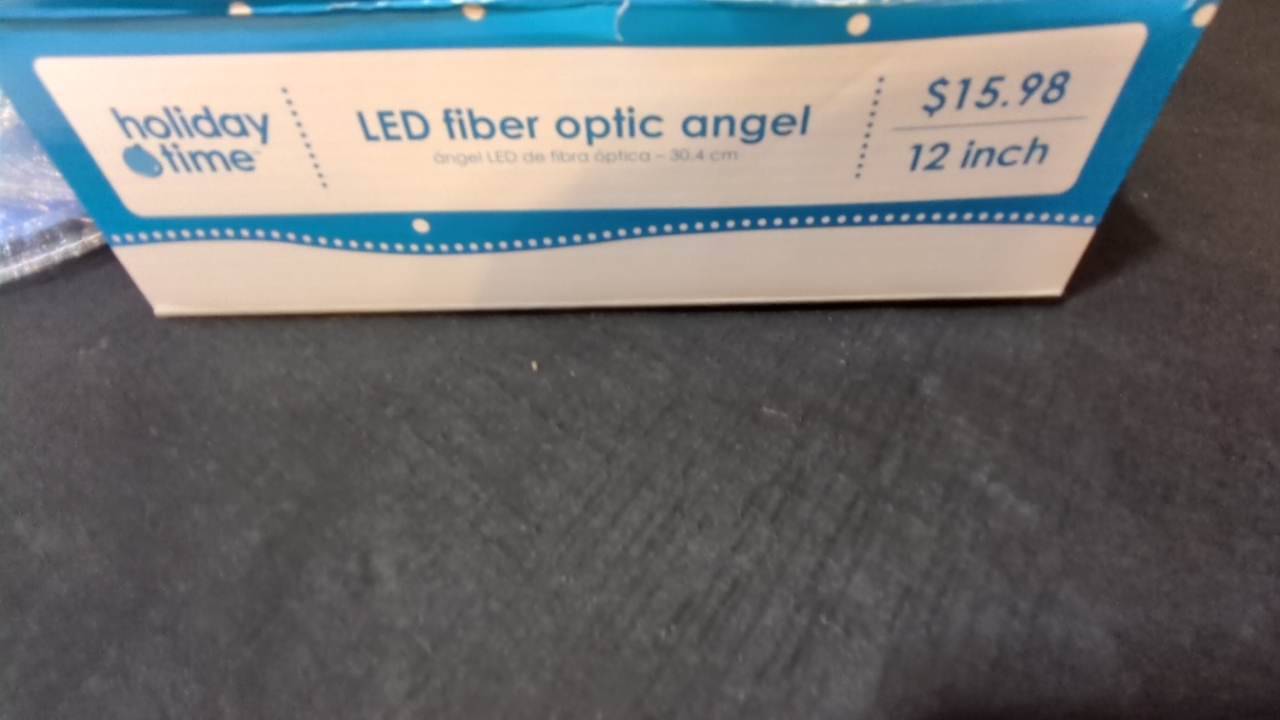 holiday
time
LED fiber optic angel
ángel LED de fibra óptica – 30.4 cm
$15.98
12 inch